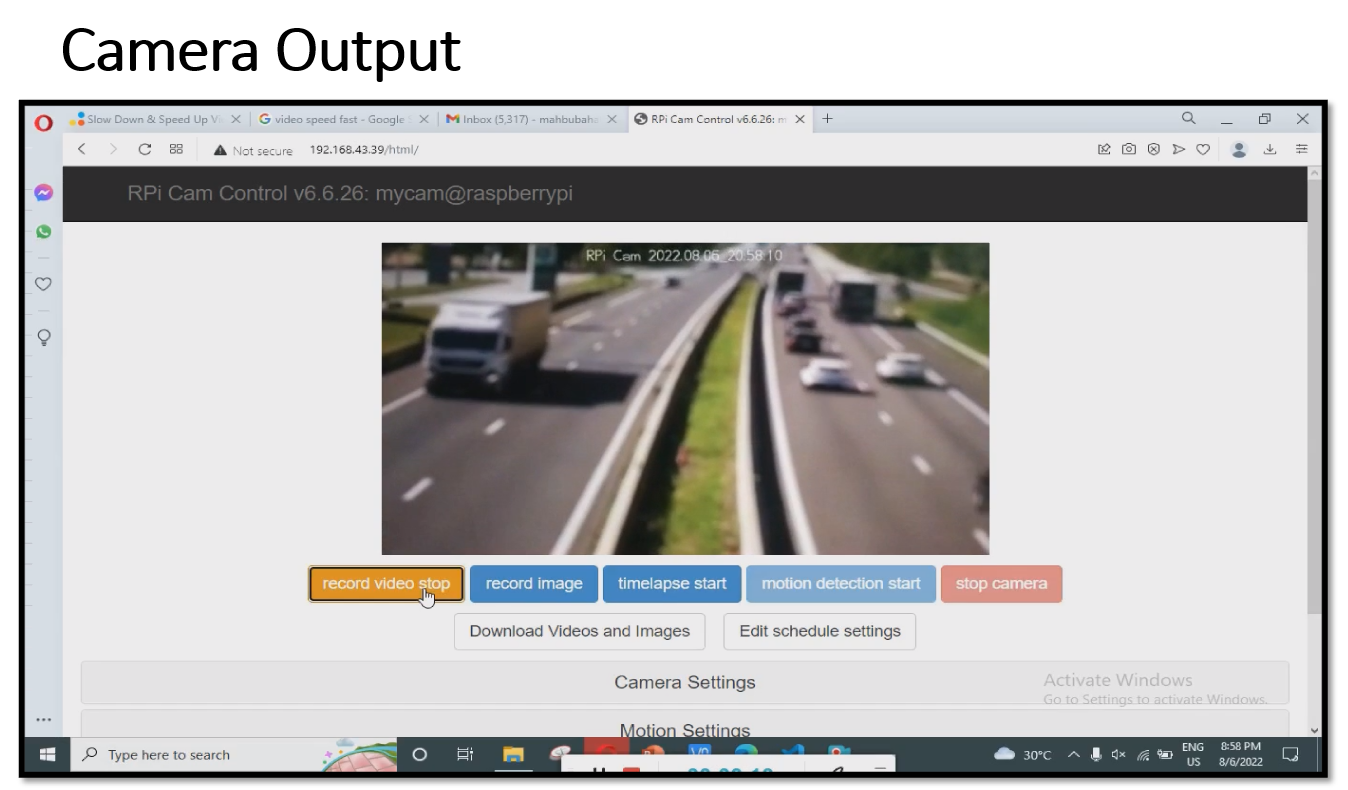 Camera Output
Slow Down & Speed Up Vi
video speed fast - Google S
Inbox (5,317) - mahbubaha
RPi Cam Control v6.6.26: m
Not secure 192.168.43.39/html/
RPi Cam Control v6.6.26: mycam@raspberrypi
RPi Cam 2022.08.06_20:58:10
record video stop
record image
timelapse start
motion detection start
stop camera
Download Videos and Images
Edit schedule settings
Camera Settings
Activate Windows
Go to Settings to activate Windows.
Motion Settings
Type here to search
30°C
ENG
US
8:58 PM
8/6/2022